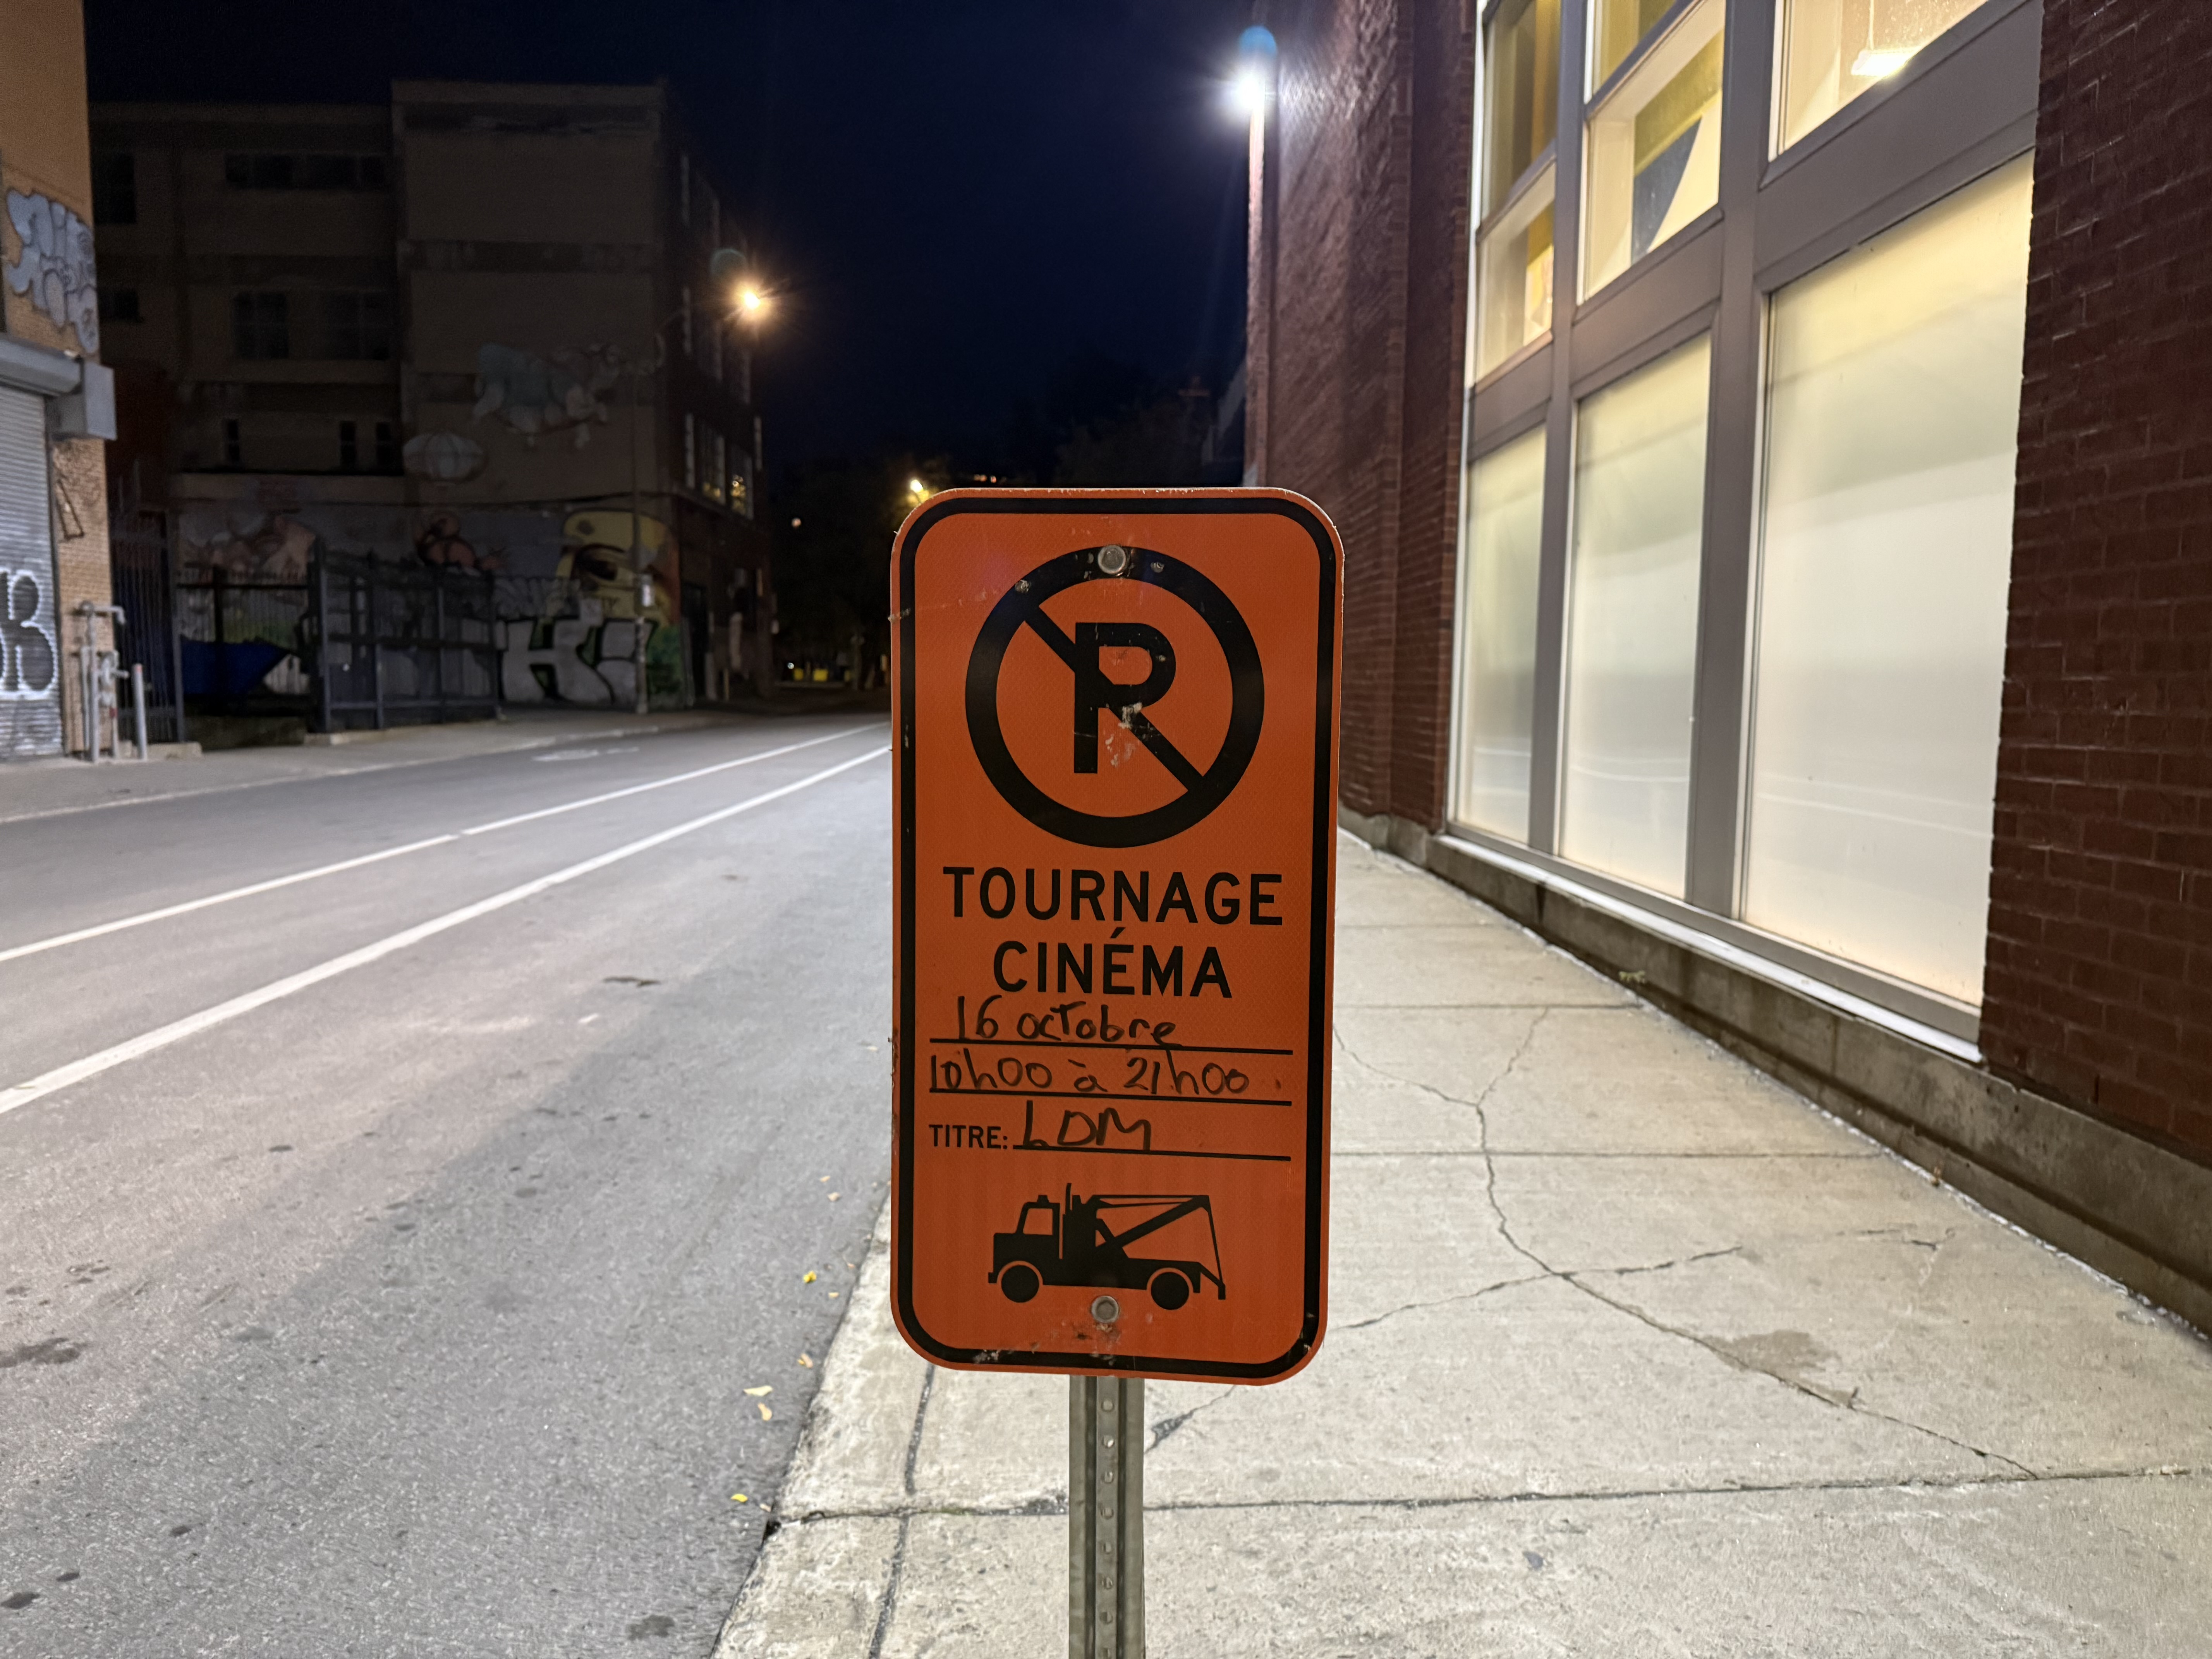 P
TOURNAGE
CINÉMA
16 octobre
10h00 à 21h00
TITRE: LDM